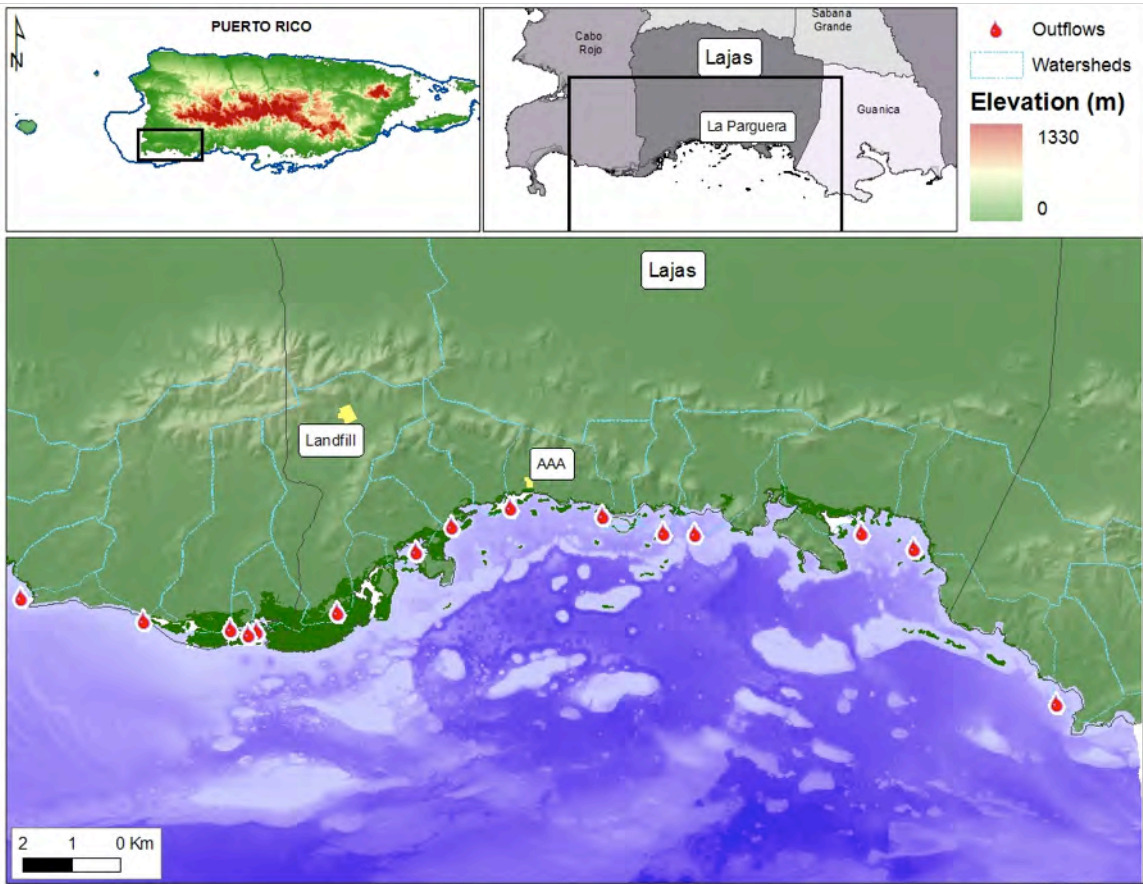 N
PUERTO RICO
Cabo
Rojo
Lajas
Sabana
Grande
La Parguera
Guanica
Outflows
Watersheds
Elevation (m)
1330
0
Lajas
Landfill
AAA
2 1 0 Km